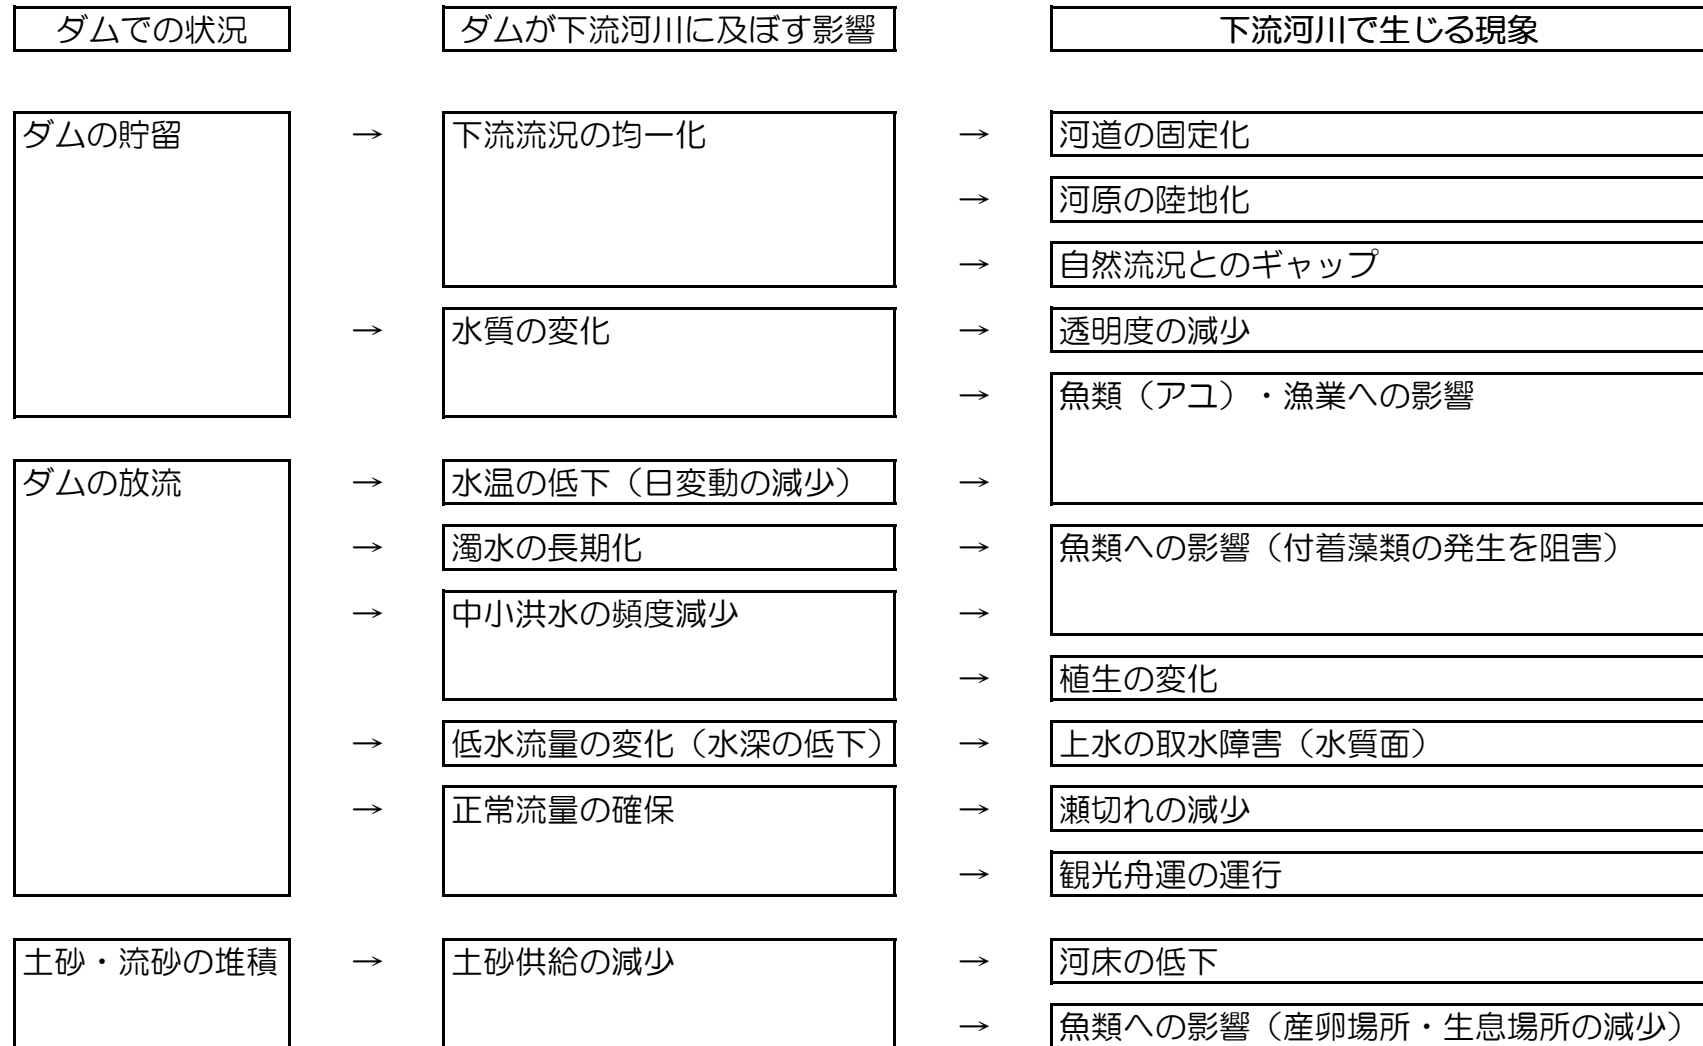 ダムでの状況 ダムが下流河川に及ぼす影響 下流河川で生じる現象
ダムの貯留 → 下流流況の均一化 → 河道の固定化
→ 河原の陸地化
→ 自然流況とのギャップ
→ 水質の変化 → 透明度の減少
→ 魚類（アユ）・漁業への影響
ダムの放流 → 水温の低下（日変動の減少） →
→ 濁水の長期化 → 魚類への影響（付着藻類の発生を阻害）
→ 中小洪水の頻度減少 →
→ 植生の変化
→ 低水流量の変化（水深の低下） → 上水の取水障害（水質面）
→ 正常流量の確保 → 瀬切れの減少
→ 観光舟運の運行
土砂・流砂の堆積 → 土砂供給の減少 → 河床の低下
→ 魚類への影響（産卵場所・生息場所の減少）